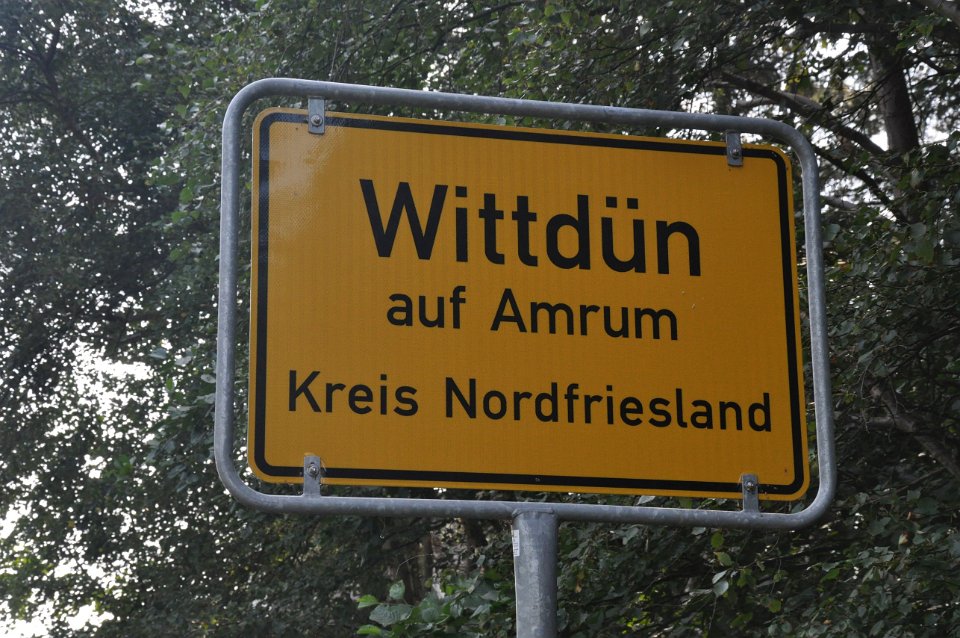 Wittdün
auf Amrum
Kreis Nordfriesland